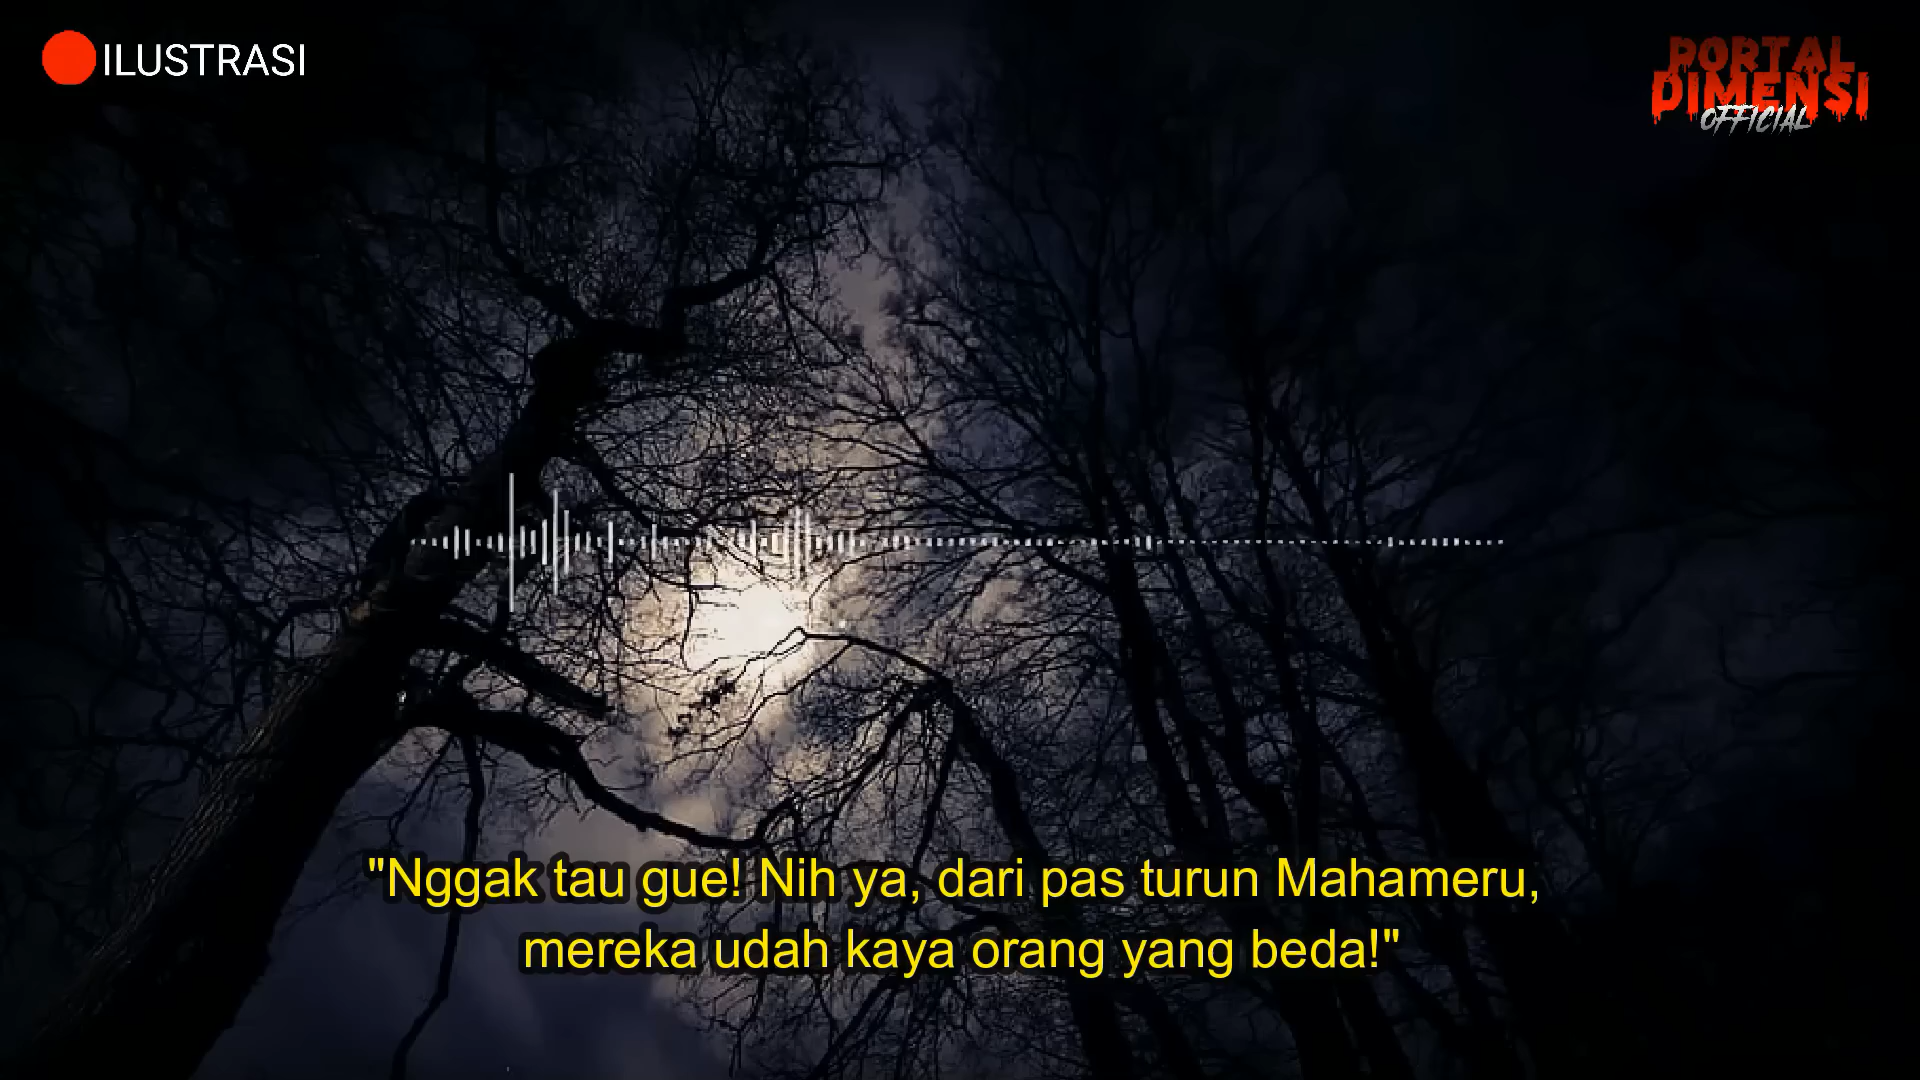 ILUSTRASI
PORTAL
DIMENSI
OFFICIAL
"Nggak tau gue! Nih ya, dari pas turun Mahameru,
mereka udah kaya orang yang beda!"